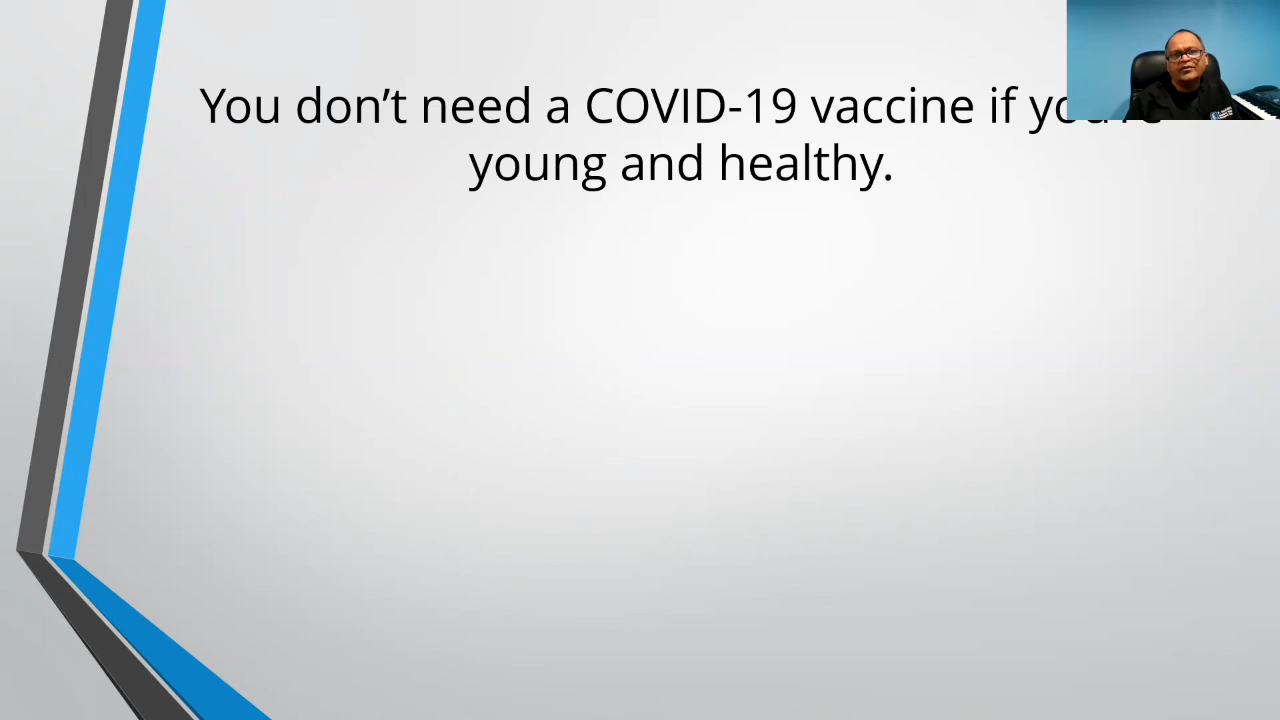 You don’t need a COVID-19 vaccine if
young and healthy.